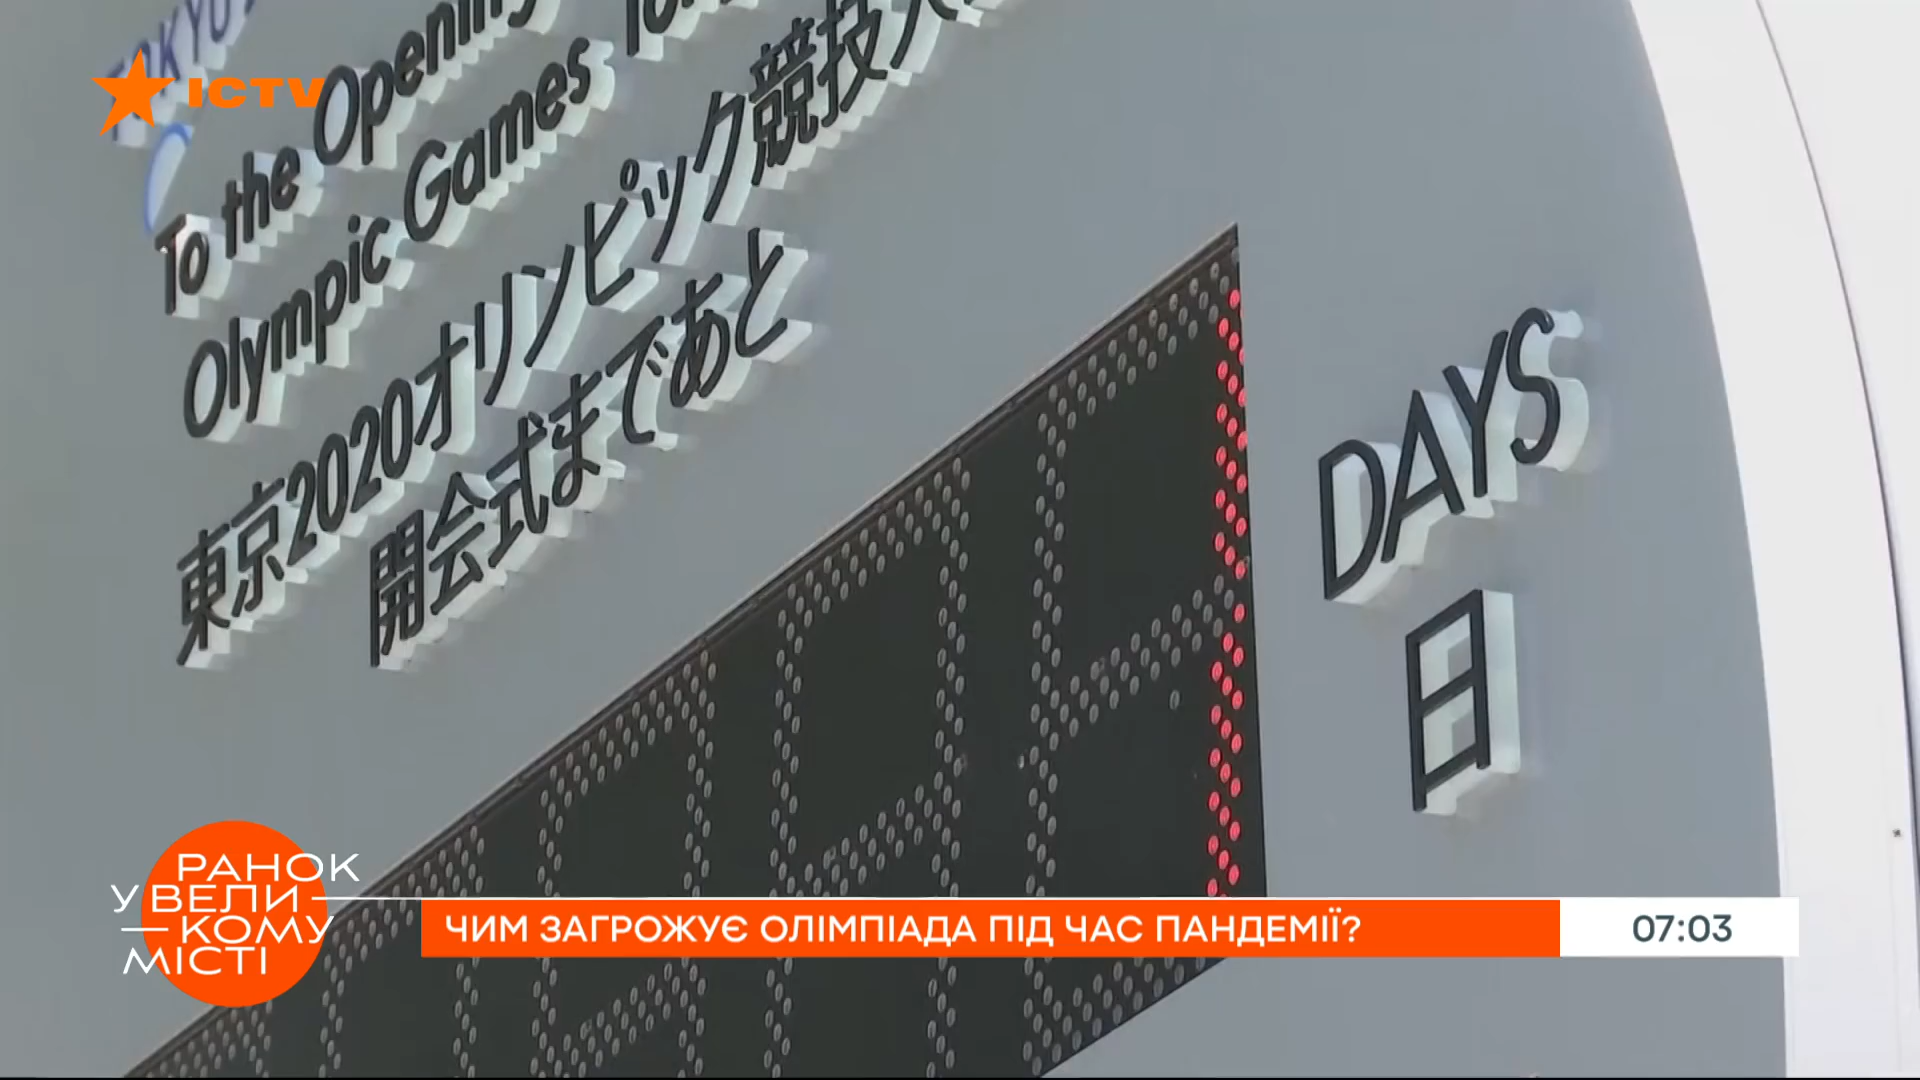 TOKYO
ICTV
To the Opening
Olympic Games
東京2020オリンピック競技大
開会式まであと
DAYS
日
РАНОК
У ВЕЛИ
КОМУ
МІСТІ
ЧИМ ЗАГРОЖУЄ ОЛІМПІАДА ПІД ЧАС ПАНДЕМІЇ?
07:03